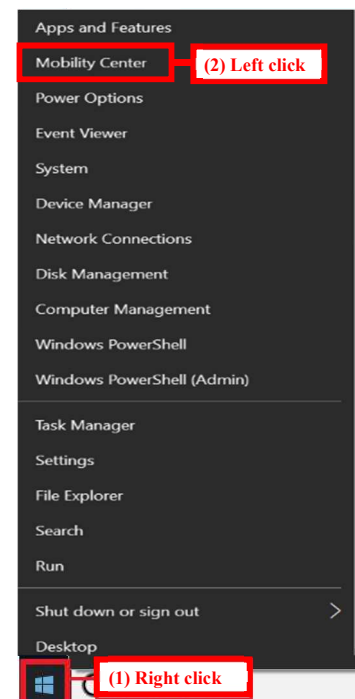 Apps and Features
Mobility Center
(2) Left click
Power Options
Event Viewer
System
Device Manager
Network Connections
Disk Management
Computer Management
Windows PowerShell
Windows PowerShell (Admin)
Task Manager
Settings
File Explorer
Search
Run
Shut down or sign out
Desktop
(1) Right click